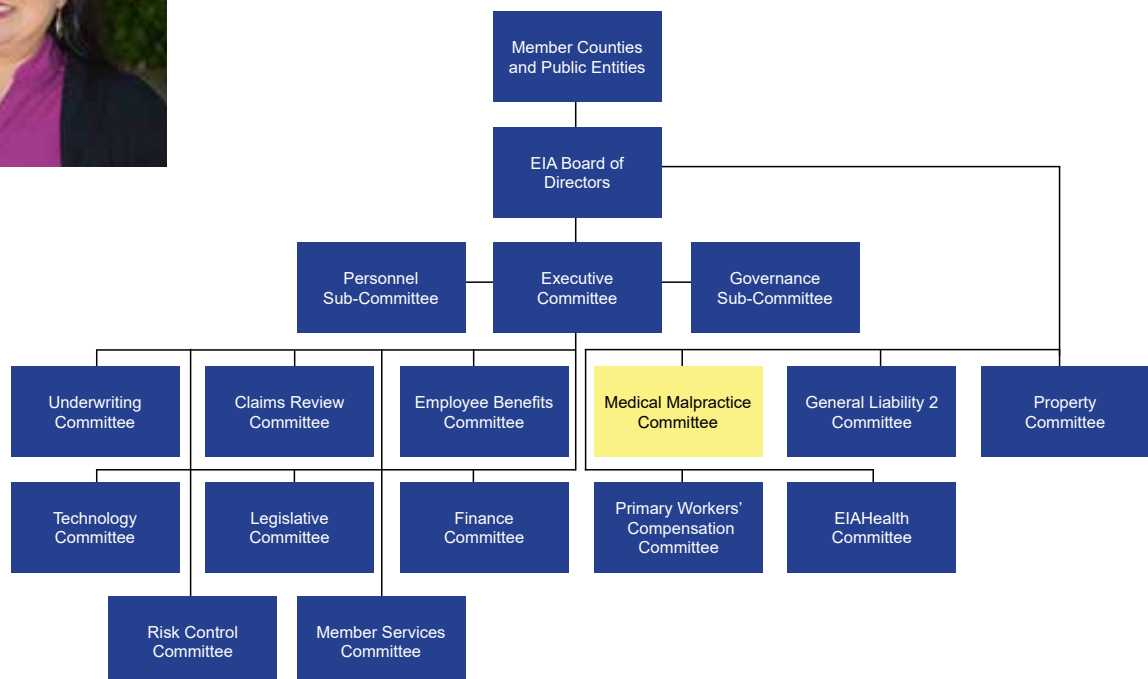 Member Counties
and Public Entities
EIA Board of
Directors
Personnel
Sub-Committee
Executive
Committee
Governance
Sub-Committee
Underwriting
Committee
Claims Review
Committee
Employee Benefits
Committee
Medical Malpractice
Committee
General Liability 2
Committee
Property
Committee
Technology
Committee
Legislative
Committee
Finance
Committee
Primary Workers’
Compensation
Committee
EIAHealth
Committee
Risk Control
Committee
Member Services
Committee